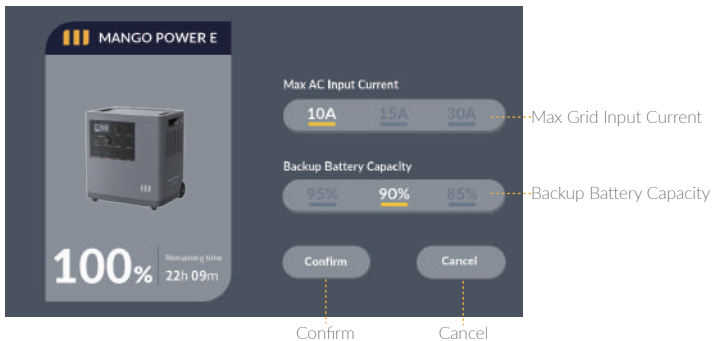 MANGO POWER E
Max AC Input Current
10A 15A 30A
Max Grid Input Current
Backup Battery Capacity
95% 90% 85%
Backup Battery Capacity
100% Remaining time
22h 09m
Confirm Cancel
Confirm Cancel